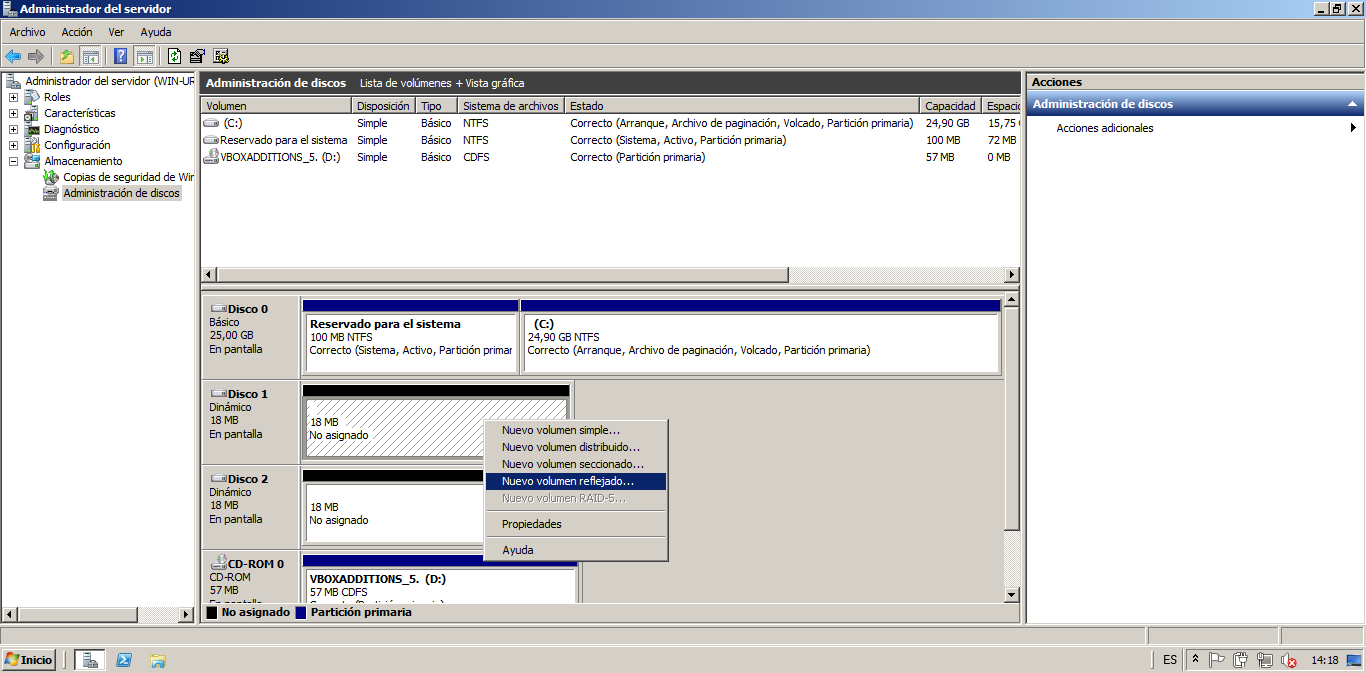 Administrador del servidor
Archivo Acción Ver Ayuda
Administrador del servidor (WIN-UR
Roles
Características
Diagnóstico
Configuración
Almacenamiento
Copias de seguridad de Win
Administración de discos
Administración de discos Lista de volúmenes + Vista gráfica
Volumen Disposición Tipo Sistema de archivos Estado Capacidad Espacio
(C:) Simple Básico NTFS Correcto (Arranque, Archivo de paginación, Volcado, Partición primaria) 24,90 GB 15,75
Reservado para el sistema Simple Básico NTFS Correcto (Sistema, Activo, Partición primaria) 100 MB 72 MB
VBOXADDITIONS_5. (D:) Simple Básico CDFS Correcto (Partición primaria) 57 MB 0 MB
Disco 0
Básico
25,00 GB
En pantalla
Reservado para el sistema
100 MB NTFS
Correcto (Sistema, Activo, Partición primar
(C:)
24,90 GB NTFS
Correcto (Arranque, Archivo de paginación, Volcado, Partición primaria)
Disco 1
Dinámico
18 MB
En pantalla
18 MB
No asignado
Disco 2
Dinámico
18 MB
En pantalla
18 MB
No asignado
CD-ROM 0
CD-ROM
57 MB
En pantalla
VBOXADDITIONS_5. (D:)
57 MB CDFS
Correcto (Partición primaria)
Nuevo volumen simple...
Nuevo volumen distribuido...
Nuevo volumen seccionado...
Nuevo volumen reflejado...
Nuevo volumen RAID-5...
Propiedades
Ayuda
No asignado Partición primaria
Acciones
Administración de discos
Acciones adicionales
Inicio
ES 14:18